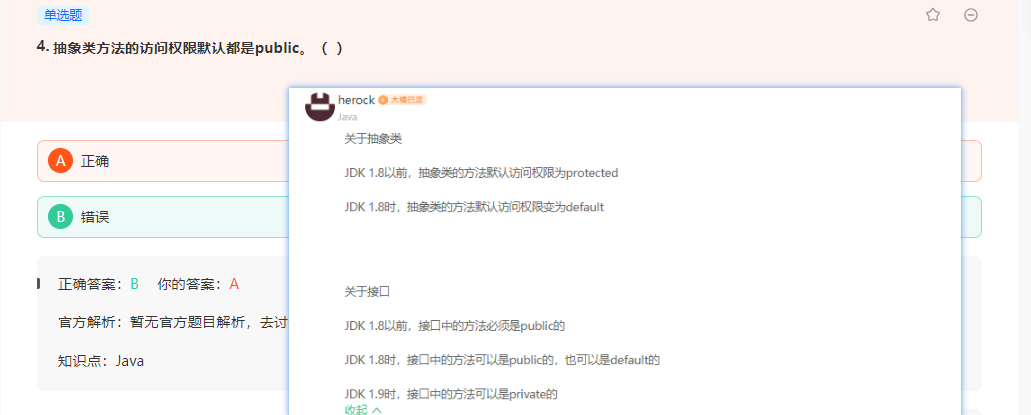 单选题
4. 抽象类方法的访问权限默认都是public。（ ）
herock 大橘已定
Java
关于抽象类
A 正确
JDK 1.8以前，抽象类的方法默认访问权限为protected
JDK 1.8时，抽象类的方法默认访问权限变为default
B 错误
正确答案：B 你的答案：A
关于接口
官方解析：暂无官方题目解析，去讨
JDK 1.8以前，接口中的方法必须是public的
JDK 1.8时，接口中的方法可以是public的，也可以是default的
知识点：Java
JDK 1.9时，接口中的方法可以是private的
收起